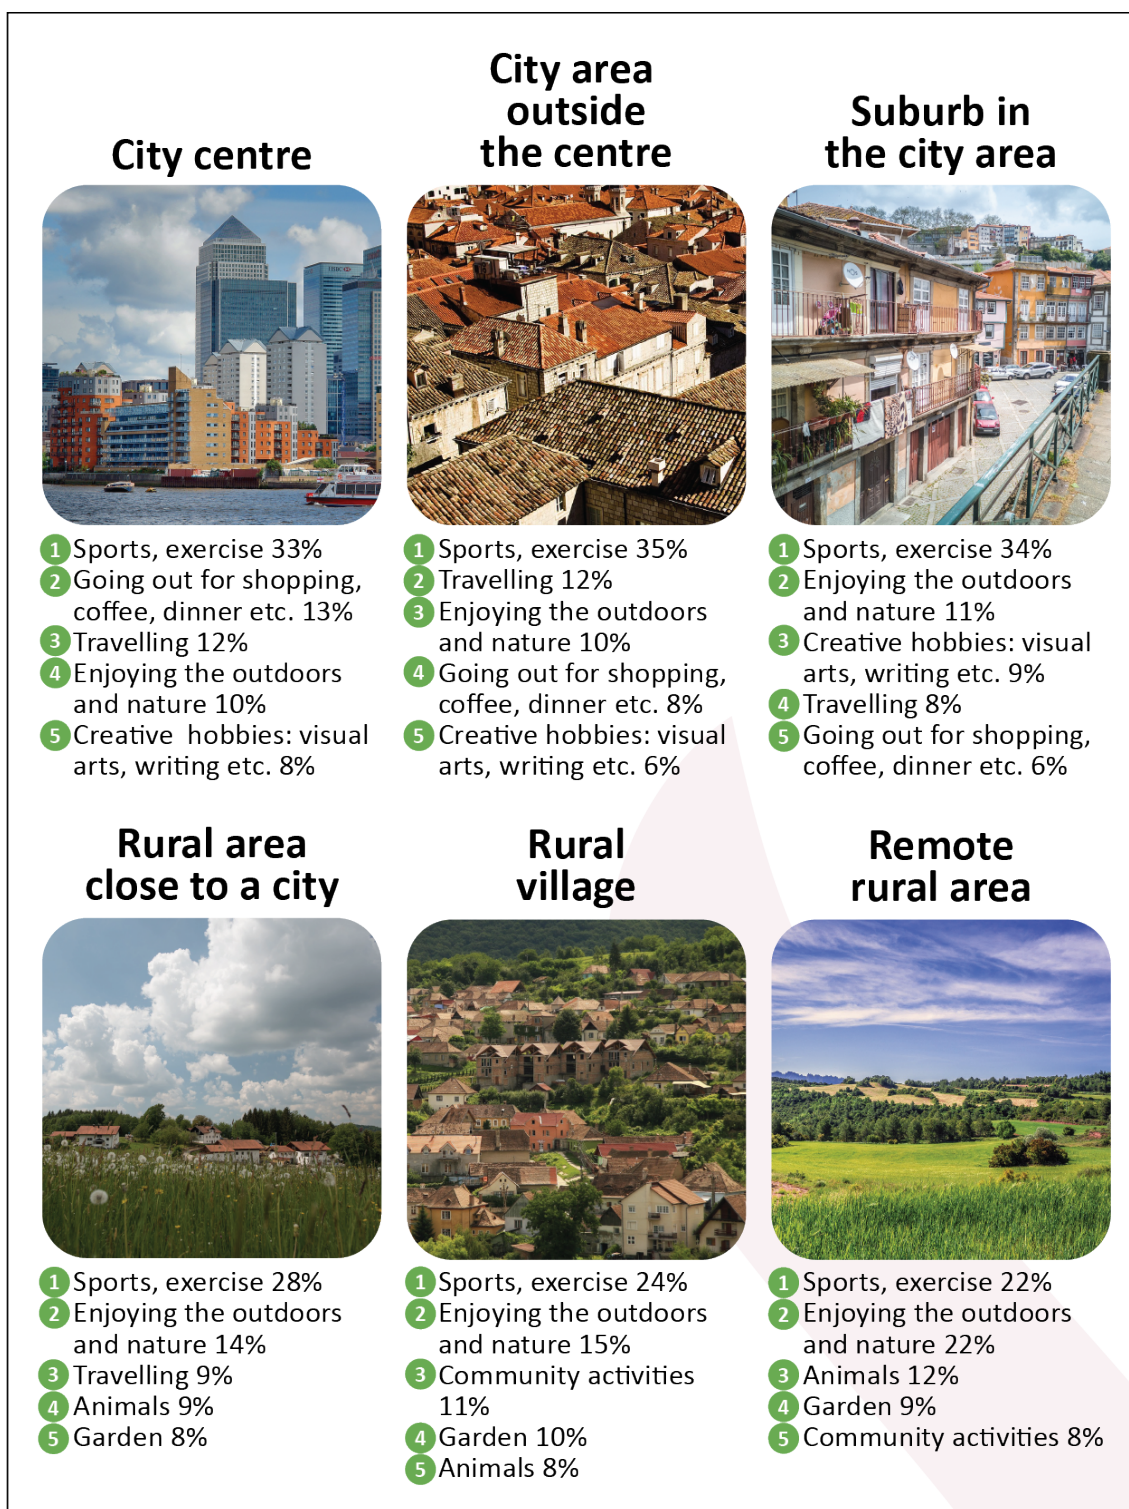 City centre
1 Sports, exercise 33%
2 Going out for shopping,
coffee, dinner etc. 13%
3 Travelling 12%
4 Enjoying the outdoors
and nature 10%
5 Creative hobbies: visual
arts, writing etc. 8%
City area
outside
the centre
1 Sports, exercise 35%
2 Travelling 12%
3 Enjoying the outdoors
and nature 10%
4 Going out for shopping,
coffee, dinner etc. 8%
5 Creative hobbies: visual
arts, writing etc. 6%
Suburb in
the city area
1 Sports, exercise 34%
2 Enjoying the outdoors
and nature 11%
3 Creative hobbies: visual
arts, writing etc. 9%
4 Travelling 8%
5 Going out for shopping,
coffee, dinner etc. 6%
Rural area
close to a city
1 Sports, exercise 28%
2 Enjoying the outdoors
and nature 14%
3 Travelling 9%
4 Animals 9%
5 Garden 8%
Rural
village
1 Sports, exercise 24%
2 Enjoying the outdoors
and nature 15%
3 Community activities
11%
4 Garden 10%
5 Animals 8%
Remote
rural area
1 Sports, exercise 22%
2 Enjoying the outdoors
and nature 22%
3 Animals 12%
4 Garden 9%
5 Community activities 8%